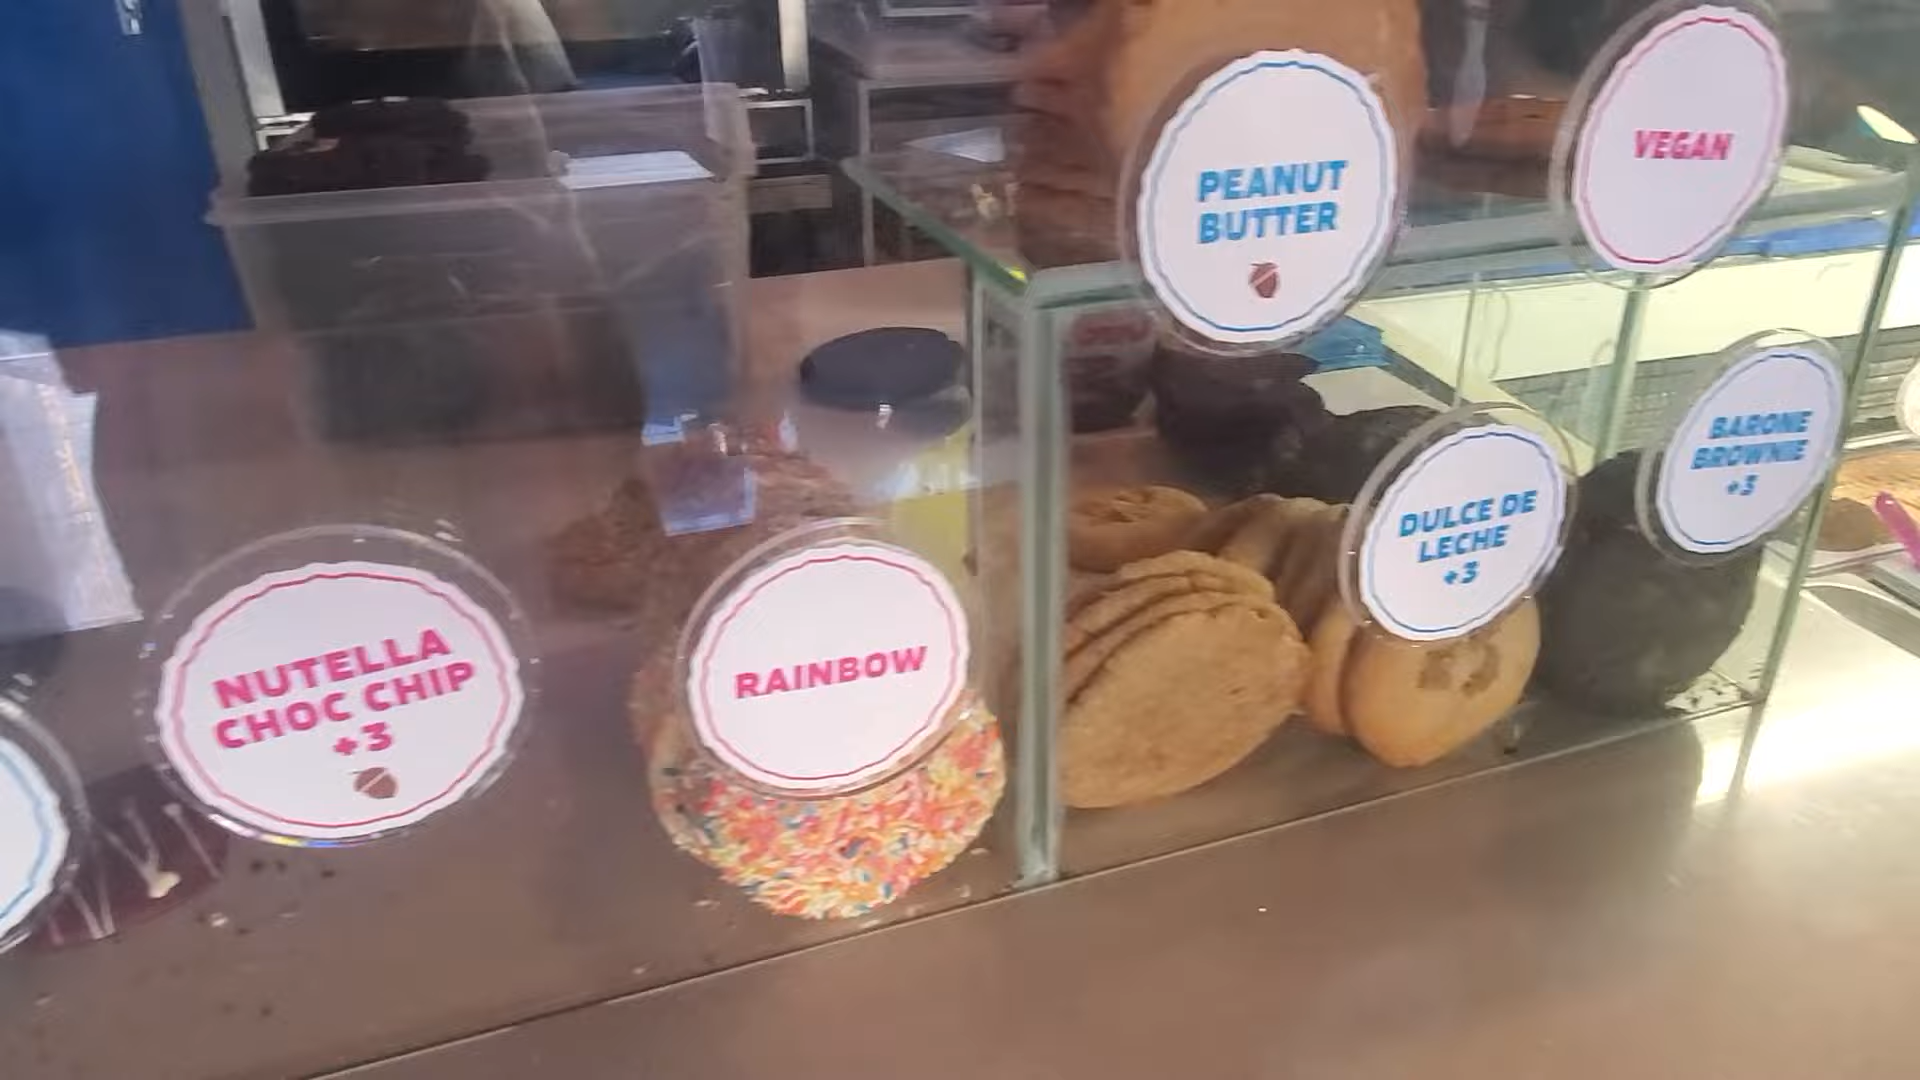 PEANUT
BUTTER
VEGAN
BARONE
BROWNIE
+3
DULCE DE
LECHE
+3
NUTELLA
CHOC CHIP
+3
RAINBOW